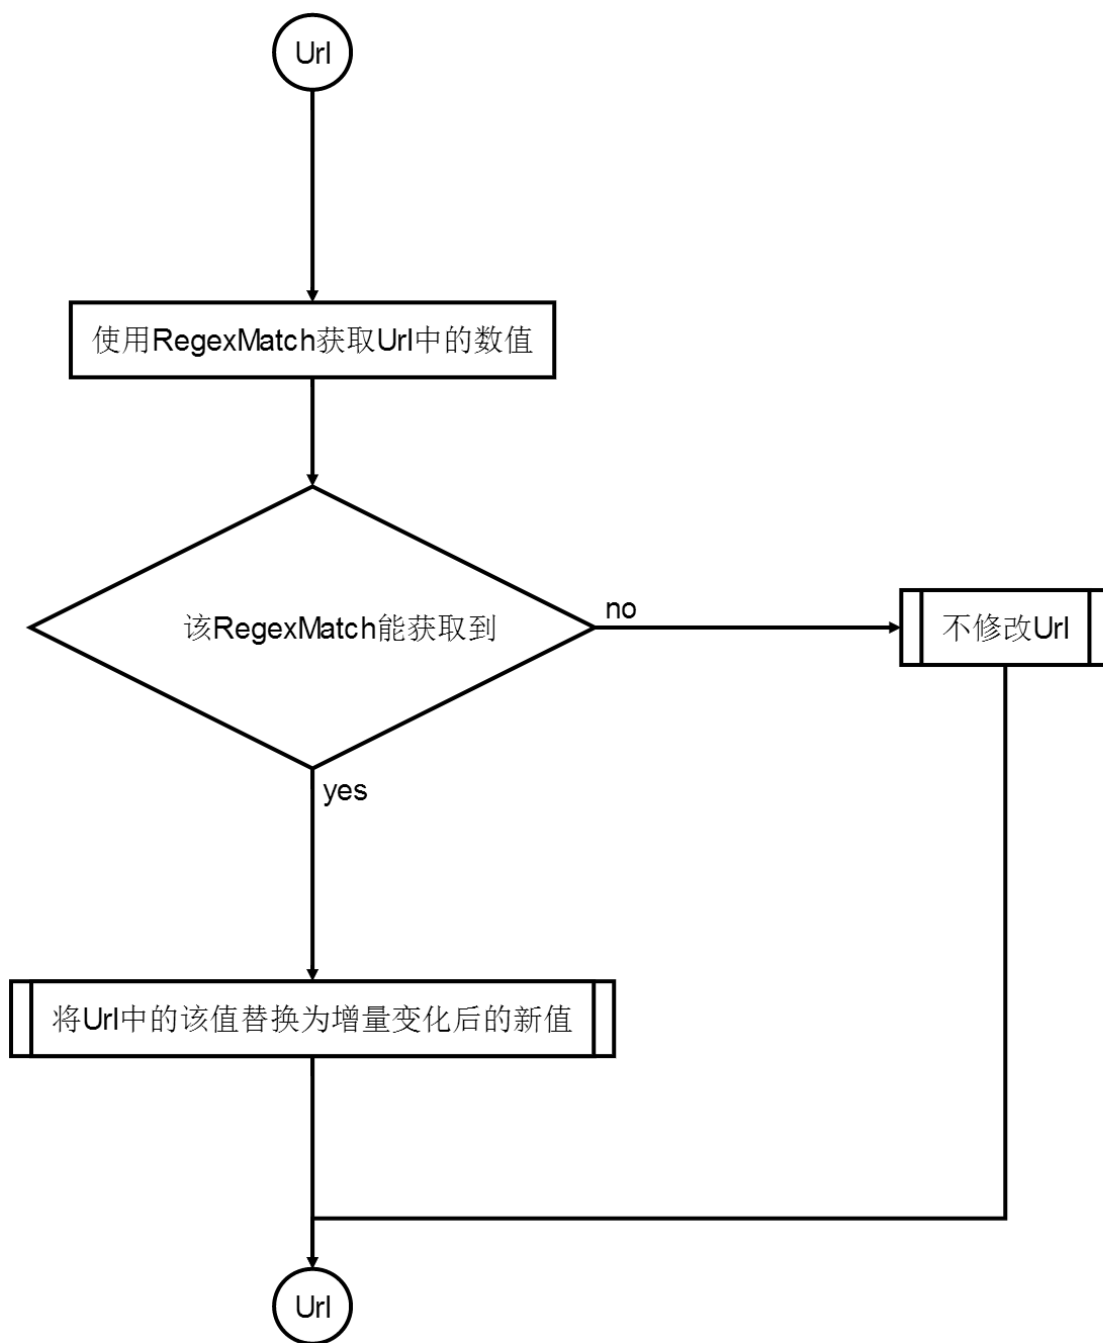 Url
使用RegexMatch获取Url中的数值
该RegexMatch能获取到
no
不修改Url
yes
将Url中的该值替换为增量变化后的新值
Url